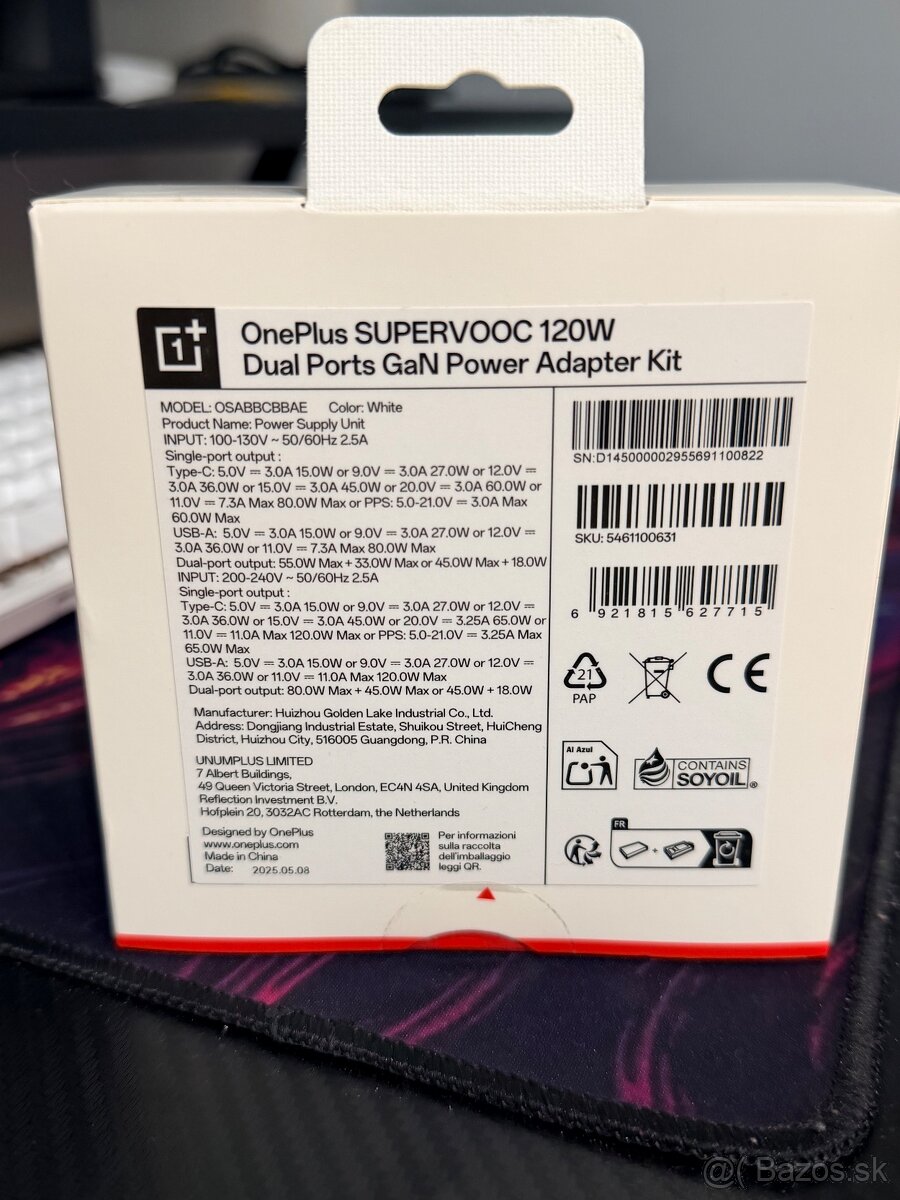 1+
OnePlus SUPERVOOC 120W
Dual Ports GaN Power Adapter Kit
MODEL: OSABBCBBAE Color: White
Product Name: Power Supply Unit
INPUT: 100-130V ~ 50/60Hz 2.5A
Single-port output :
Type-C: 5.0V ⎓ 3.0A 15.0W or 9.0V ⎓ 3.0A 27.0W or 12.0V ⎓
3.0A 36.0W or 15.0V ⎓ 3.0A 45.0W or 20.0V ⎓ 3.0A 60.0W or
11.0V ⎓ 7.3A Max 80.0W Max or PPS: 5.0-21.0V ⎓ 3.0A Max
60.0W Max
USB-A: 5.0V ⎓ 3.0A 15.0W or 9.0V ⎓ 3.0A 27.0W or 12.0V ⎓
3.0A 36.0W or 11.0V ⎓ 7.3A Max 80.0W Max
Dual-port output: 55.0W Max + 33.0W Max or 45.0W Max + 18.0W
INPUT: 200-240V ~ 50/60Hz 2.5A
Single-port output :
Type-C: 5.0V ⎓ 3.0A 15.0W or 9.0V ⎓ 3.0A 27.0W or 12.0V ⎓
3.0A 36.0W or 15.0V ⎓ 3.0A 45.0W or 20.0V ⎓ 3.25A 65.0W or
11.0V ⎓ 11.0A Max 120.0W Max or PPS: 5.0-21.0V ⎓ 3.25A Max
65.0W Max
USB-A: 5.0V ⎓ 3.0A 15.0W or 9.0V ⎓ 3.0A 27.0W or 12.0V ⎓
3.0A 36.0W or 11.0V ⎓ 11.0A Max 120.0W Max
Dual-port output: 80.0W Max + 45.0W Max or 45.0W + 18.0W
Manufacturer: Huizhou Golden Lake Industrial Co., Ltd.
Address: Dongjiang Industrial Estate, Shuikou Street, HuiCheng
District, Huizhou City, 516005 Guangdong, P.R. China
UNUMPLUS LIMITED
7 Albert Buildings,
49 Queen Victoria Street, London, EC4N 4SA, United Kingdom
Reflection Investment B.V.
Hofplein 20, 3032AC Rotterdam, the Netherlands
Designed by OnePlus
www.oneplus.com
Made in China
Date: 2025.05.08
Per informazioni
sulla raccolta
dell'imballaggio
leggi QR.
SN:D145000002955691100822
SKU: 5461100631
6 921815 627715
21
PAP
CE
Al Azul
CONTAINS
SOYOIL®
FR
+
@( Bazos.sk